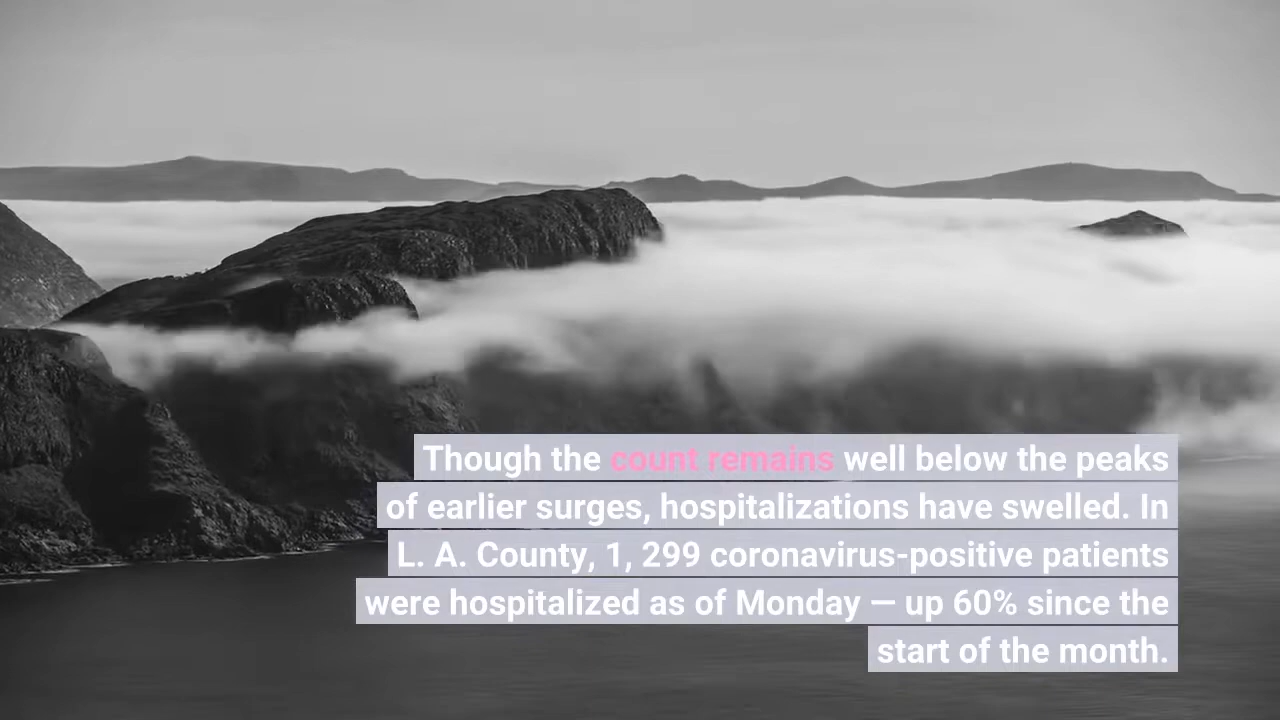 Though the count remains well below the peaks
of earlier surges, hospitalizations have swelled. In
L. A. County, 1, 299 coronavirus-positive patients
were hospitalized as of Monday — up 60% since the
start of the month.